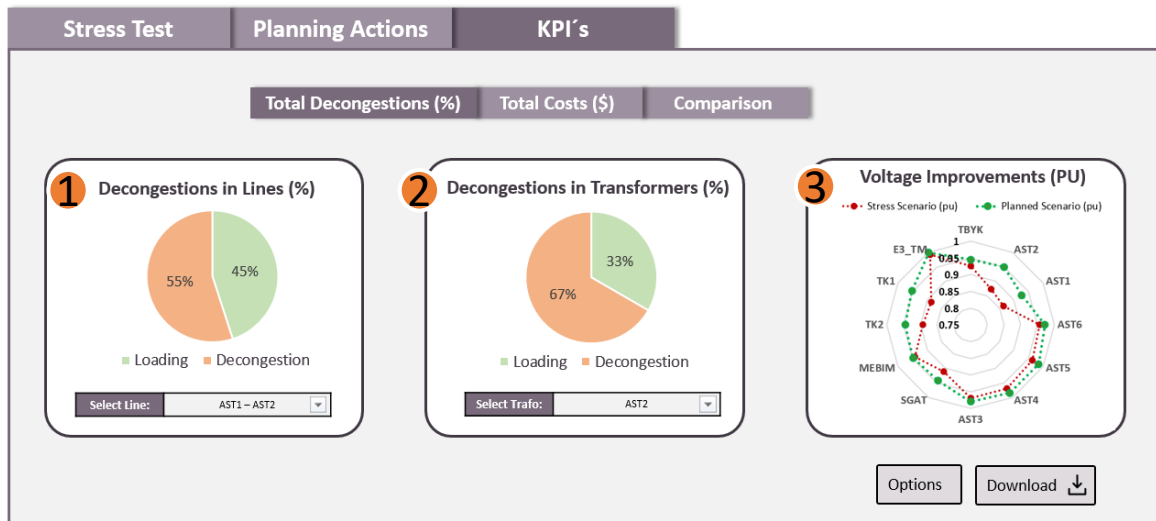 Stress Test
Planning Actions
KPI´s
Total Decongestions (%)
Total Costs ($)
Comparison
1
Decongestions in Lines (%)
45%
55%
Loading
Decongestion
Select Line:
AST1 – AST2
2
Decongestions in Transformers (%)
33%
67%
Loading
Decongestion
Select Trafo:
AST2
3
Voltage Improvements (PU)
Stress Scenario (pu)
Planned Scenario (pu)
TBYK
AST2
AST1
AST6
AST5
AST4
AST3
SGAT
MEBIM
TK2
TK1
E3_TM
1
0.95
0.9
0.85
0.8
0.75
Options
Download